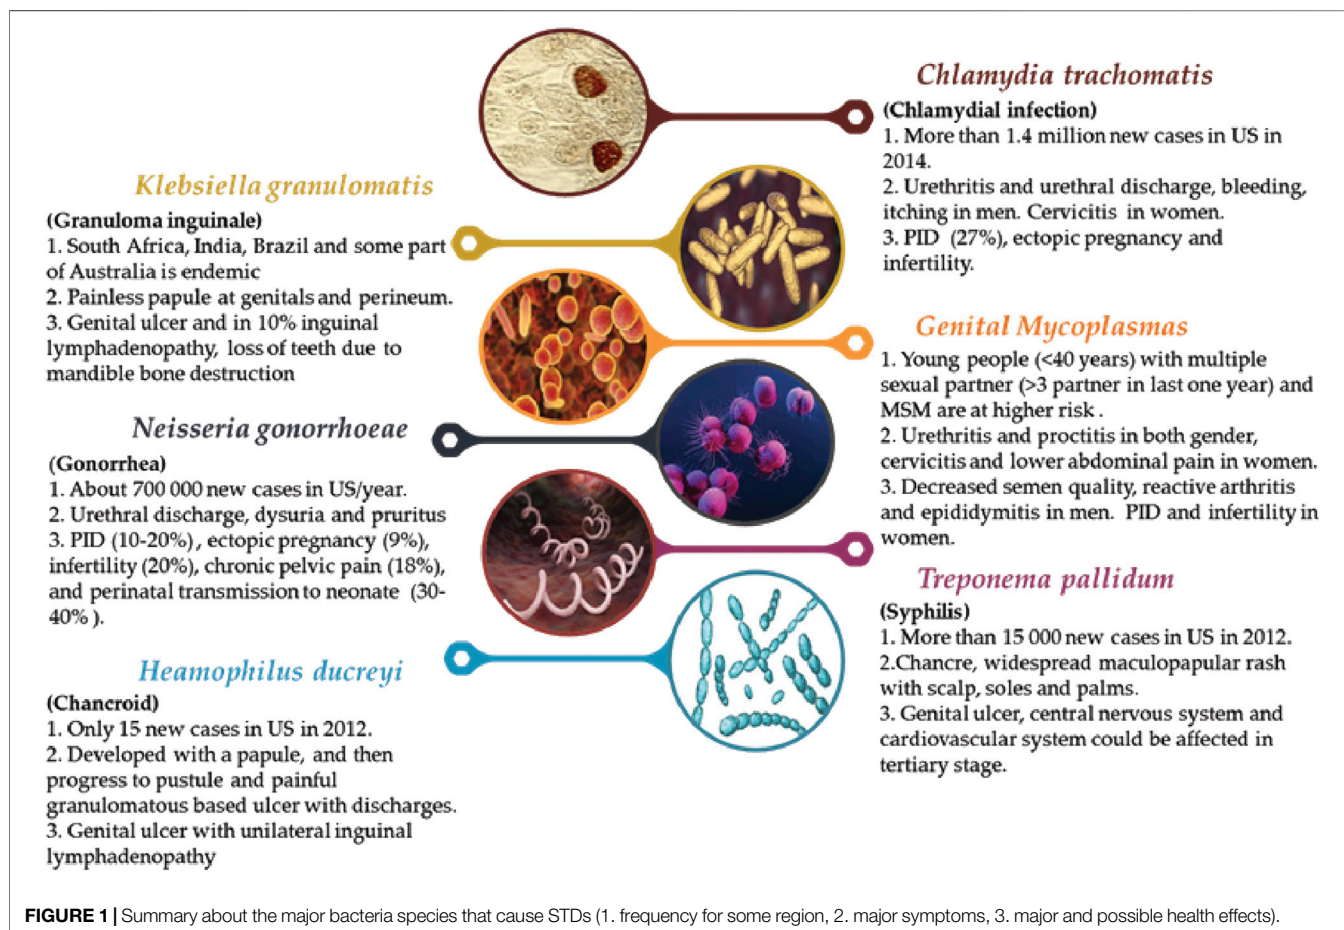 Chlamydia trachomatis
(Chlamydial infection)
1. More than 1.4 million new cases in US in
2014.
2. Urethritis and urethral discharge, bleeding,
itching in men. Cervicitis in women.
3. PID (27%), ectopic pregnancy and
infertility.
Klebsiella granulomatis
(Granuloma inguinale)
1. South Africa, India, Brazil and some part
of Australia is endemic
2. Painless papule at genitals and perineum.
3. Genital ulcer and in 10% inguinal
lymphadenopathy, loss of teeth due to
mandible bone destruction
Genital Mycoplasmas
1. Young people (<40 years) with multiple
sexual partner (>3 partner in last one year) and
MSM are at higher risk .
2. Urethritis and proctitis in both gender,
cervicitis and lower abdominal pain in women.
3. Decreased semen quality, reactive arthritis
and epididymitis in men. PID and infertility in
women.
Neisseria gonorrhoeae
(Gonorrhea)
1. About 700 000 new cases in US/year.
2. Urethral discharge, dysuria and pruritus
3. PID (10-20%), ectopic pregnancy (9%),
infertility (20%), chronic pelvic pain (18%),
and perinatal transmission to neonate (30-
40% ).
Treponema pallidum
(Syphilis)
1. More than 15 000 new cases in US in 2012.
2.Chancre, widespread maculopapular rash
with scalp, soles and palms.
3. Genital ulcer, central nervous system and
cardiovascular system could be affected in
tertiary stage.
Heamophilus ducreyi
(Chancroid)
1. Only 15 new cases in US in 2012.
2. Developed with a papule, and then
progress to pustule and painful
granulomatous based ulcer with discharges.
3. Genital ulcer with unilateral inguinal
lymphadenopathy
FIGURE 1 | Summary about the major bacteria species that cause STDs (1. frequency for some region, 2. major symptoms, 3. major and possible health effects).